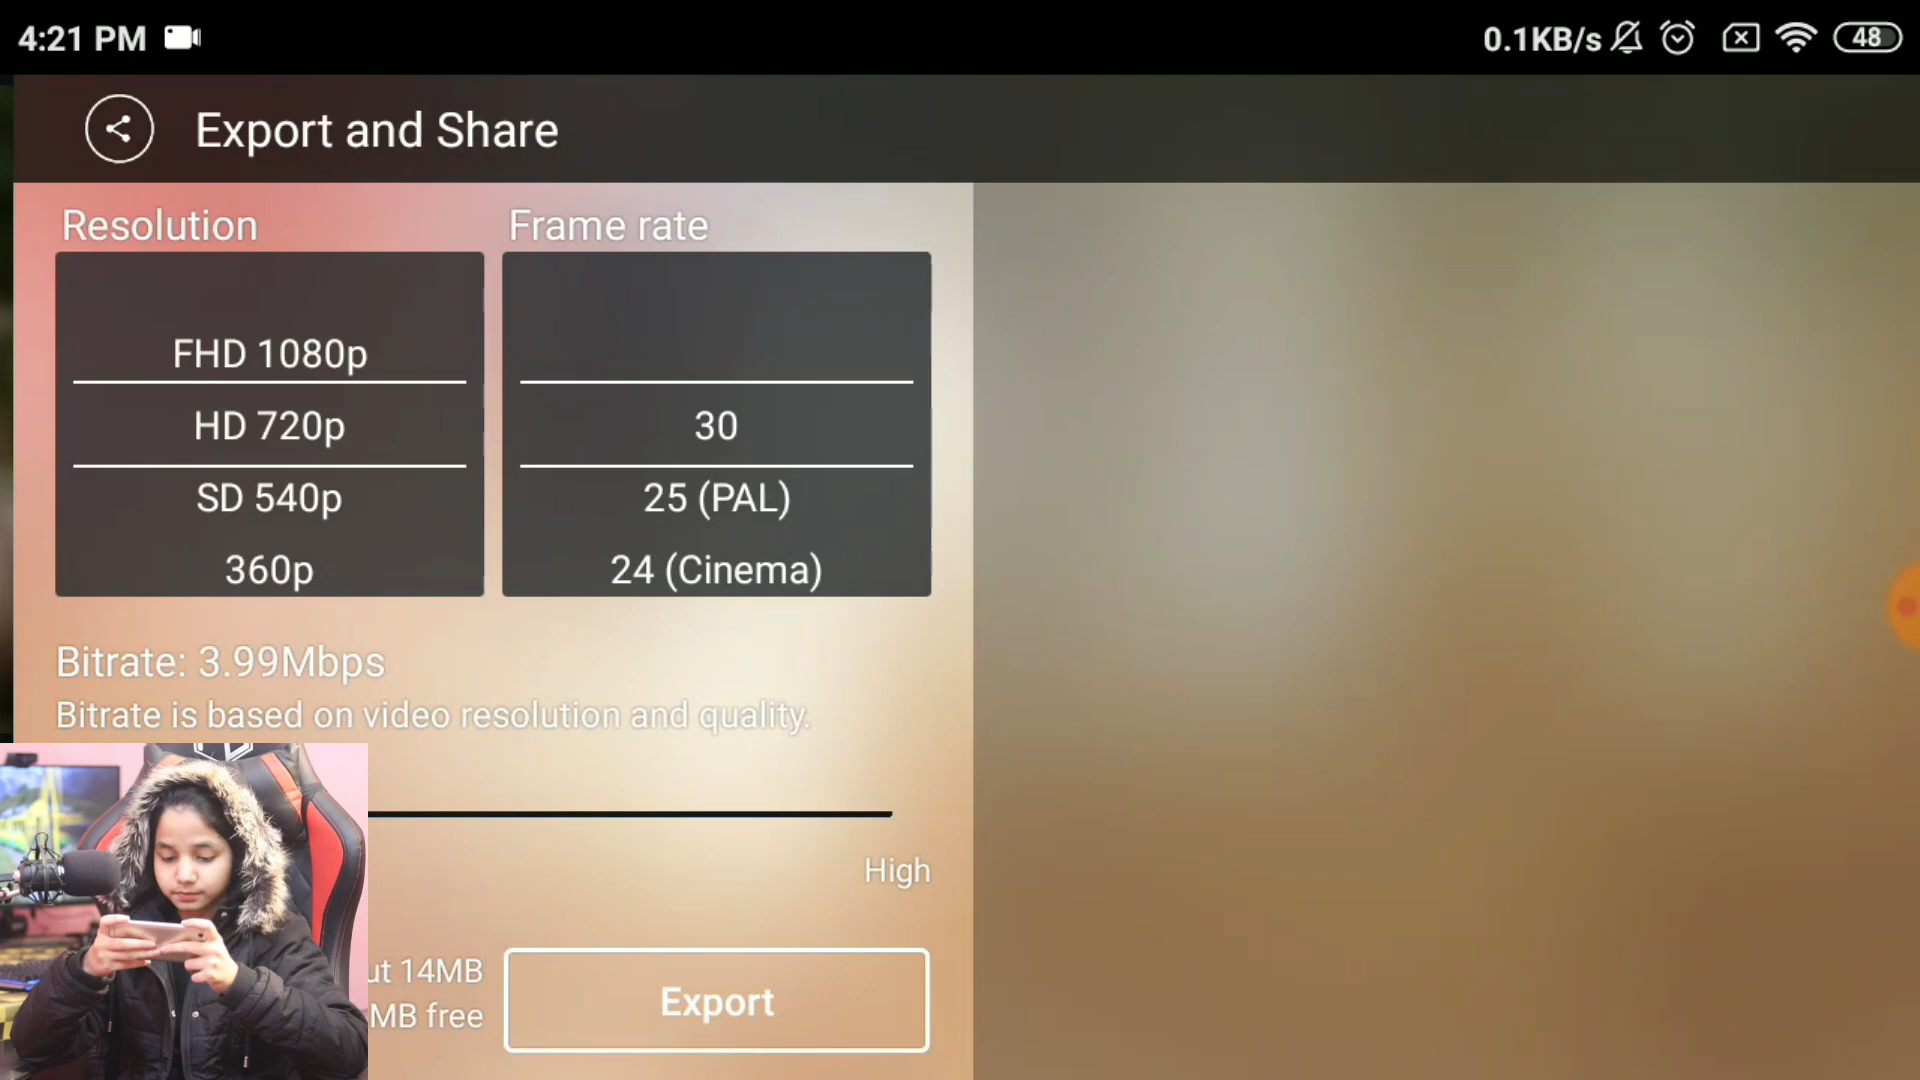 4:21 PM
0.1KB/s
48
Export and Share
Resolution
Frame rate
FHD 1080p
HD 720p
30
SD 540p
25 (PAL)
360p
24 (Cinema)
Bitrate: 3.99Mbps
Bitrate is based on video resolution and quality.
High
14MB
MB free
Export